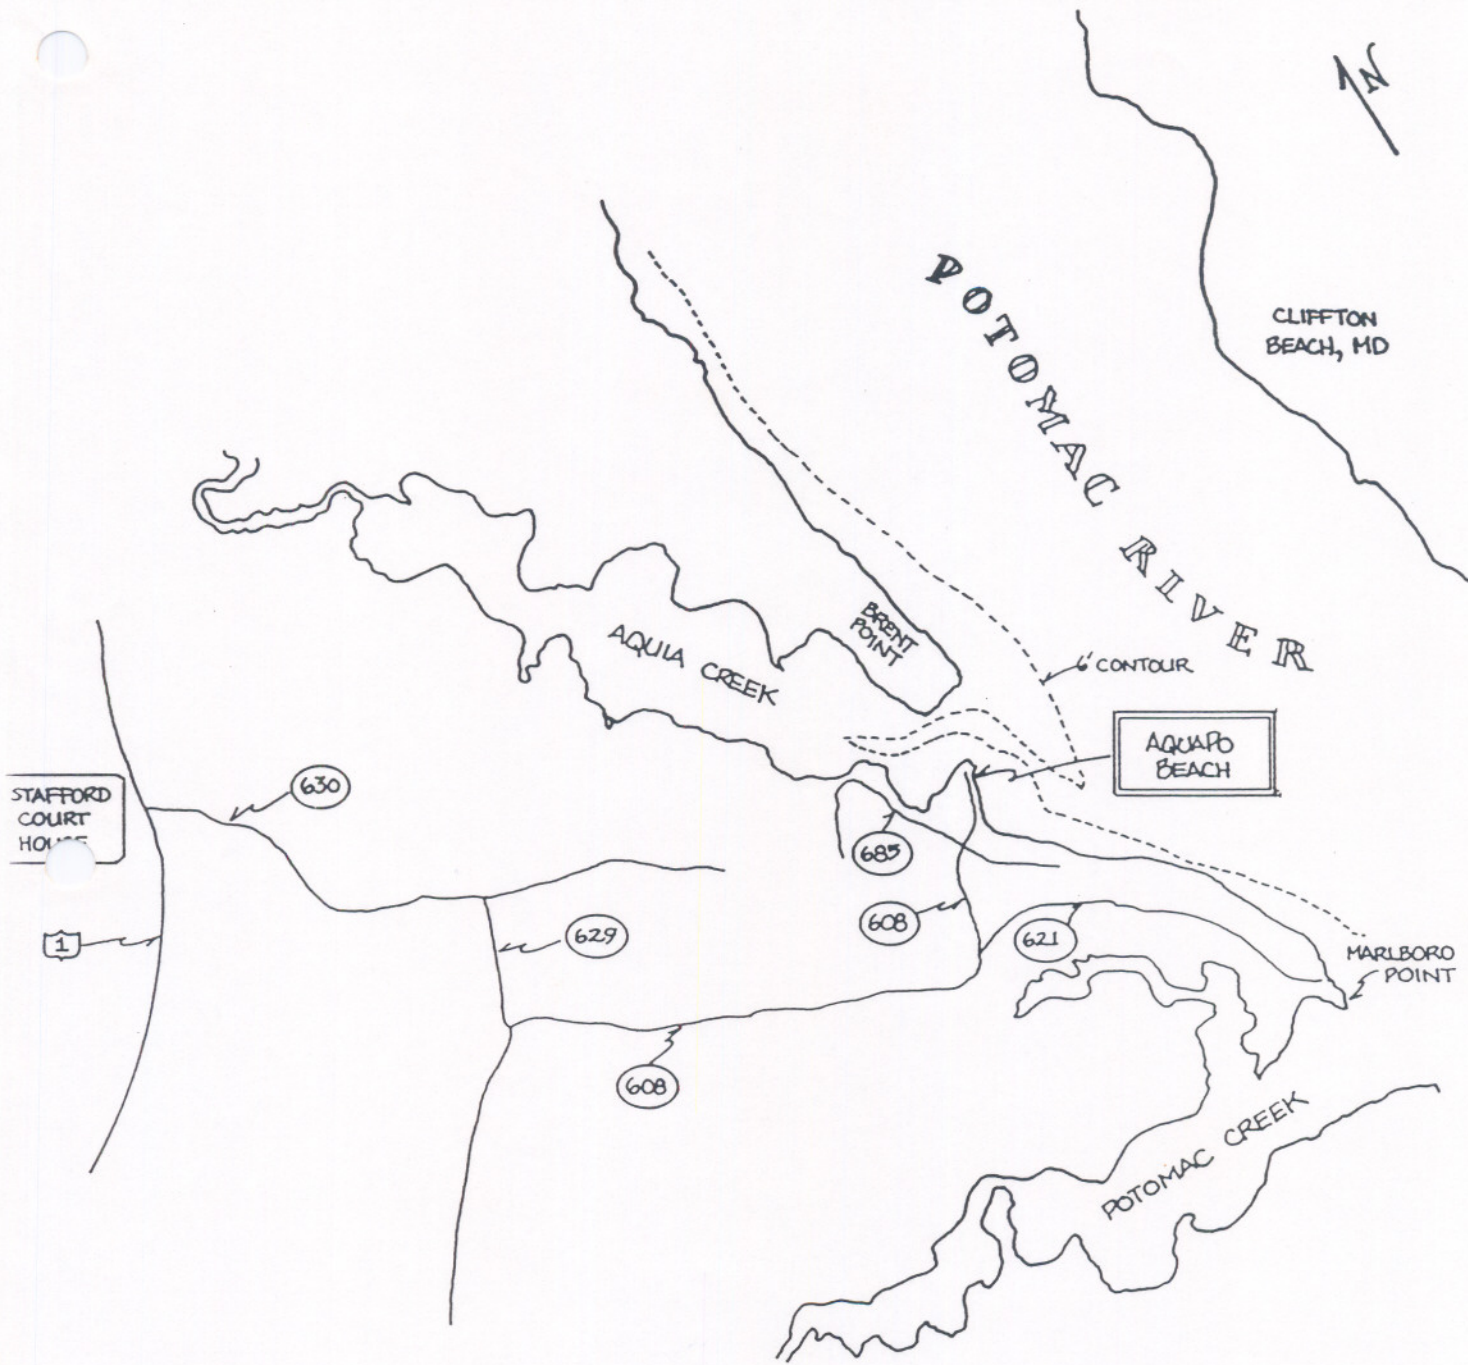 N
CLIFFTON
BEACH, MD
POTOMAC RIVER
BRENT
POINT
AQUIA CREEK
6' CONTOUR
AQUAPO
BEACH
STAFFORD
COURT
630
685
1
629
608
621
MARLBORO
POINT
608
POTOMAC CREEK